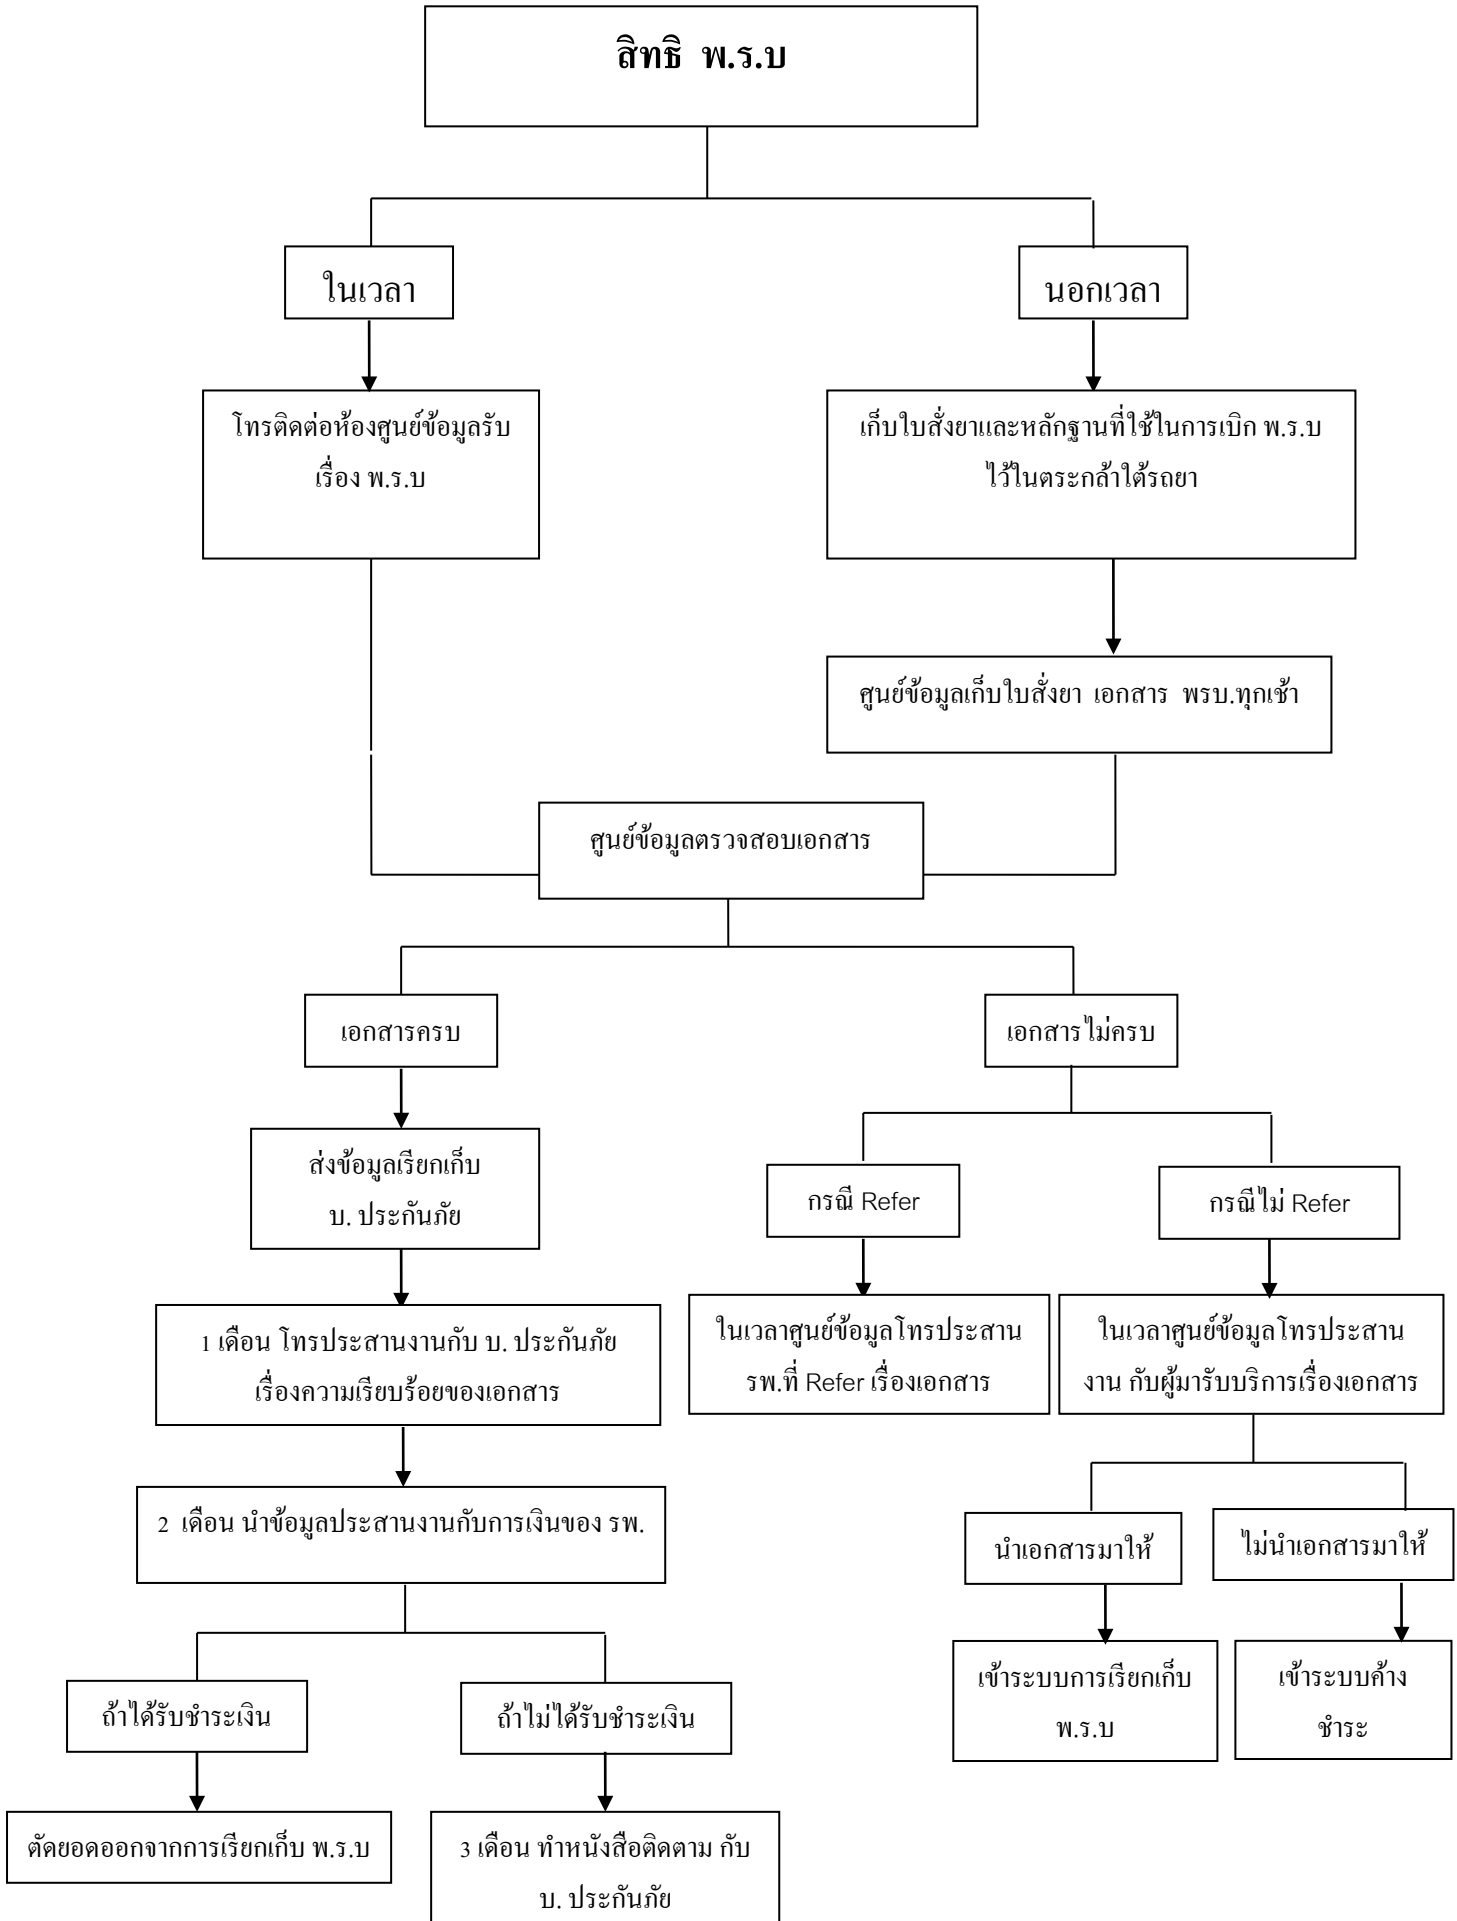 สิทธิ พ.ร.บ
ในเวลา
นอกเวลา
โทรติดต่อห้องศูนย์ข้อมูลรับ
เรื่อง พ.ร.บ
เก็บใบสั่งยาและหลักฐานที่ใช้ในการเบิก พ.ร.บ
ไว้ในตระกล้าใต้รถยา
ศูนย์ข้อมูลเก็บใบสั่งยา เอกสาร พรบ.ทุกเช้า
ศูนย์ข้อมูลตรวจสอบเอกสาร
เอกสารครบ
เอกสารไม่ครบ
ส่งข้อมูลเรียกเก็บ
บ. ประกันภัย
กรณี Refer
กรณีไม่ Refer
1 เดือน โทรประสานงานกับ บ. ประกันภัย
เรื่องความเรียบร้อยของเอกสาร
ในเวลาศูนย์ข้อมูลโทรประสาน
รพ.ที่ Refer เรื่องเอกสาร
ในเวลาศูนย์ข้อมูลโทรประสาน
งาน กับผู้มารับบริการเรื่องเอกสาร
2 เดือน นำข้อมูลประสานงานกับการเงินของ รพ.
นำเอกสารมาให้
ไม่นำเอกสารมาให้
เข้าระบบการเรียกเก็บ
พ.ร.บ
เข้าระบบค้าง
ชำระ
ถ้าได้รับชำระเงิน
ถ้าไม่ได้รับชำระเงิน
ตัดยอดออกจากการเรียกเก็บ พ.ร.บ
3 เดือน ทำหนังสือติดตาม กับ
บ. ประกันภัย